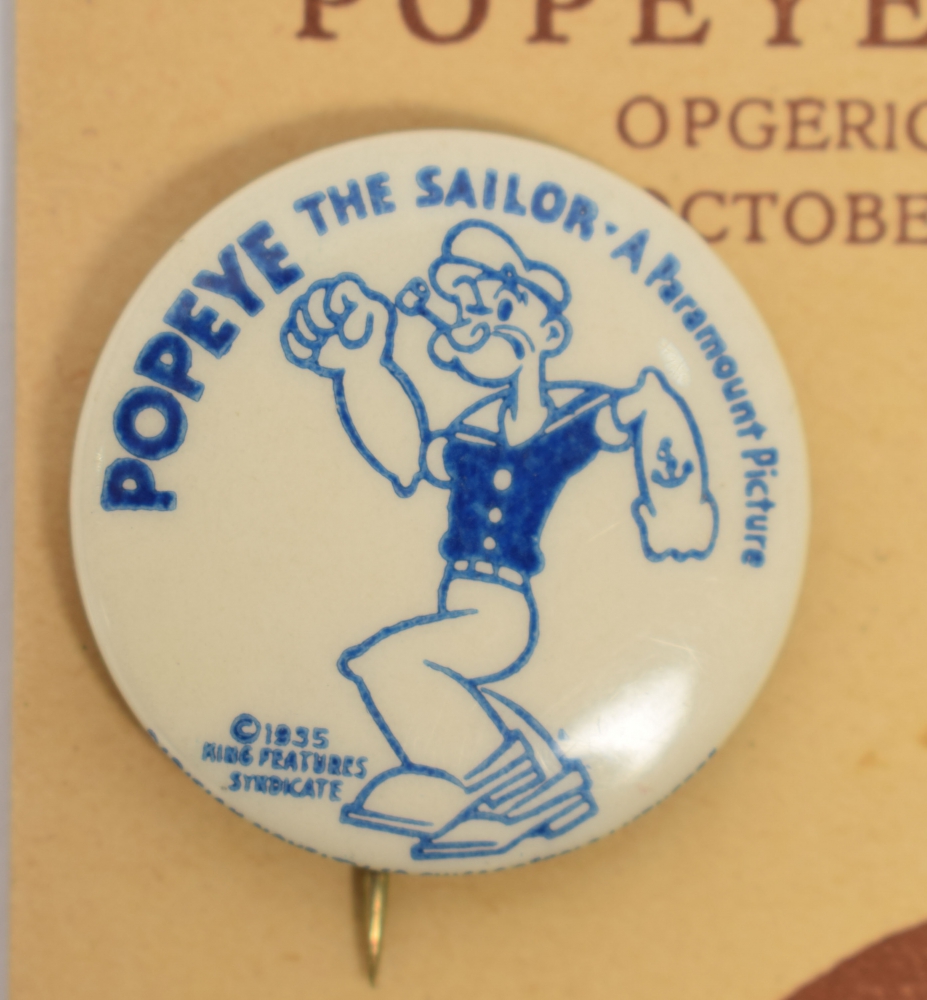 POPEYE
OPGERIC
OCTOBE
POPEYE THE SAILOR · A Paramount Picture
© 1935
KING FEATURES
SYNDICATE